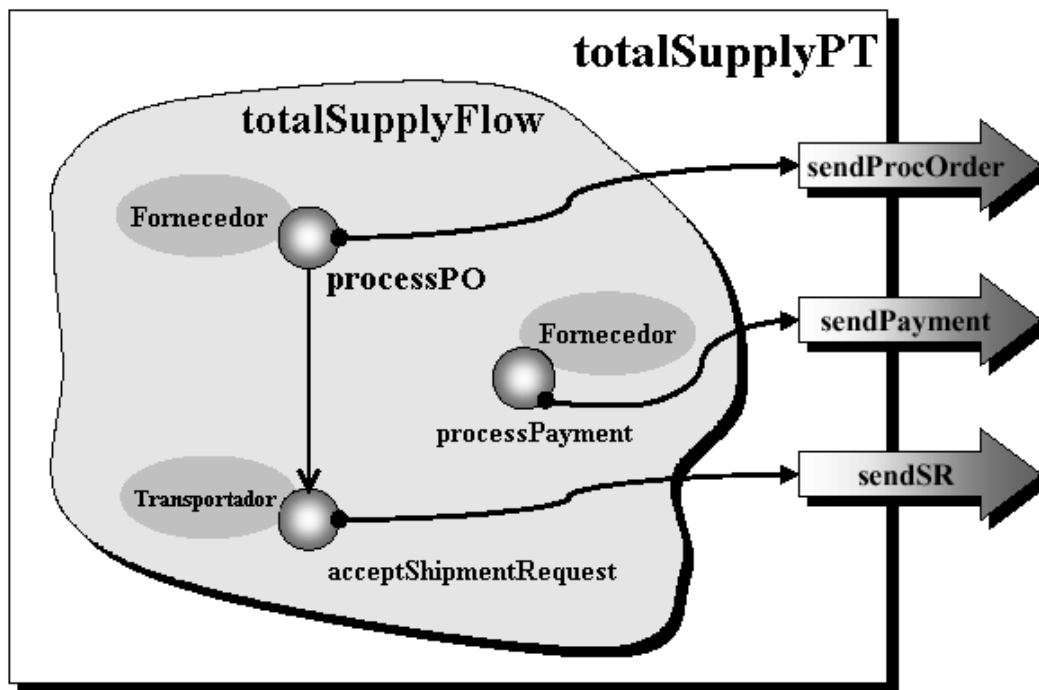 totalSupplyPT
totalSupplyFlow
sendProcOrder
Fornecedor
processPO
sendPayment
Fornecedor
processPayment
sendSR
Transportador
acceptShipmentRequest